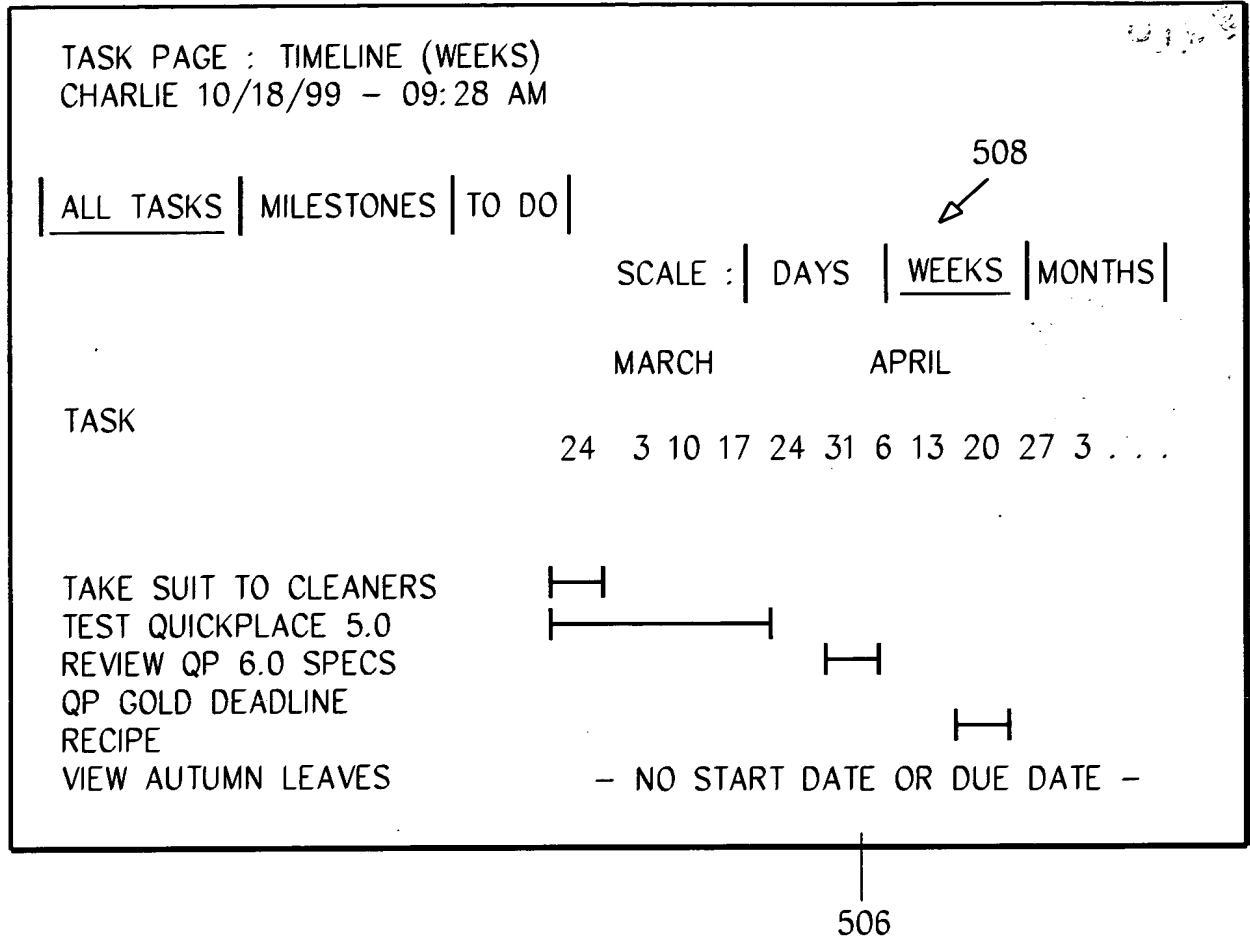 TASK PAGE : TIMELINE (WEEKS)
CHARLIE 10/18/99 – 09:28 AM
508
ALL TASKS | MILESTONES | TO DO |
SCALE : | DAYS | WEEKS | MONTHS |
MARCH APRIL
TASK
24 3 10 17 24 31 6 13 20 27 3 . . .
TAKE SUIT TO CLEANERS
TEST QUICKPLACE 5.0
REVIEW QP 6.0 SPECS
QP GOLD DEADLINE
RECIPE
VIEW AUTUMN LEAVES – NO START DATE OR DUE DATE –
506